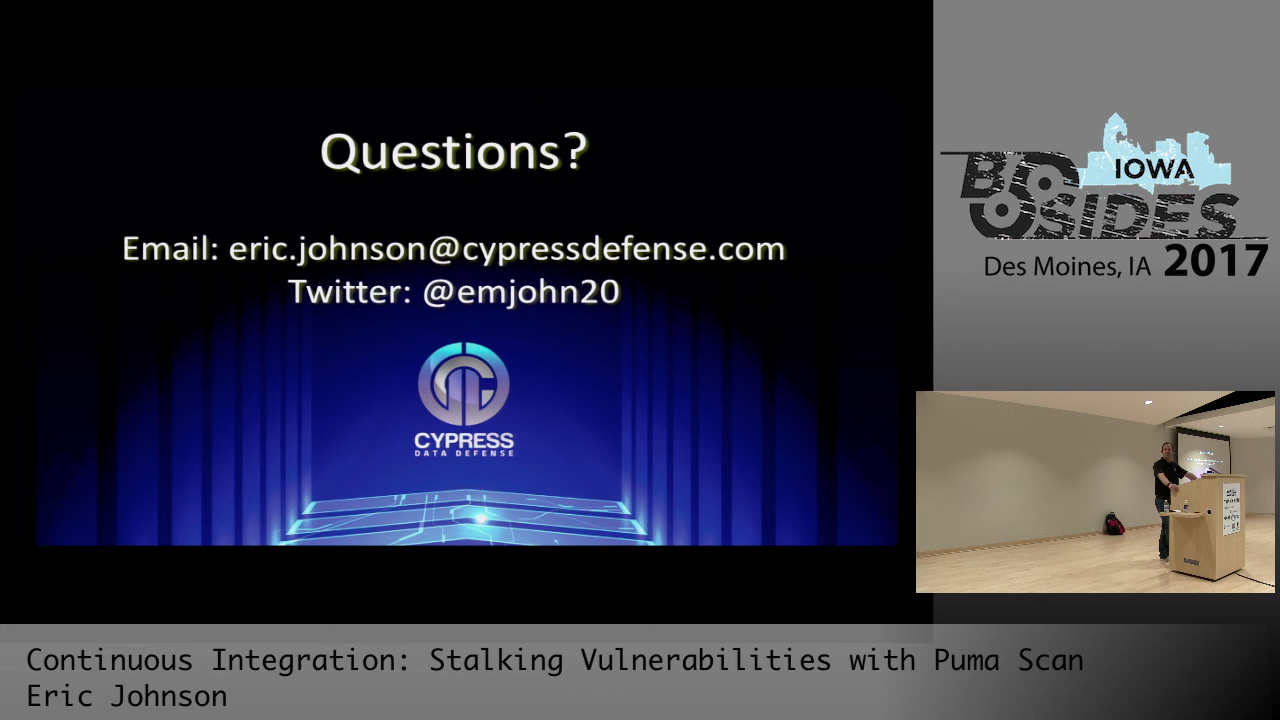 Questions?
Email: eric.johnson@cypressdefense.com
Twitter: @emjohn20
CYPRESS
DATA DEFENSE
IOWA
BSIDES
Des Moines, IA 2017
Continuous Integration: Stalking Vulnerabilities with Puma Scan
Eric Johnson